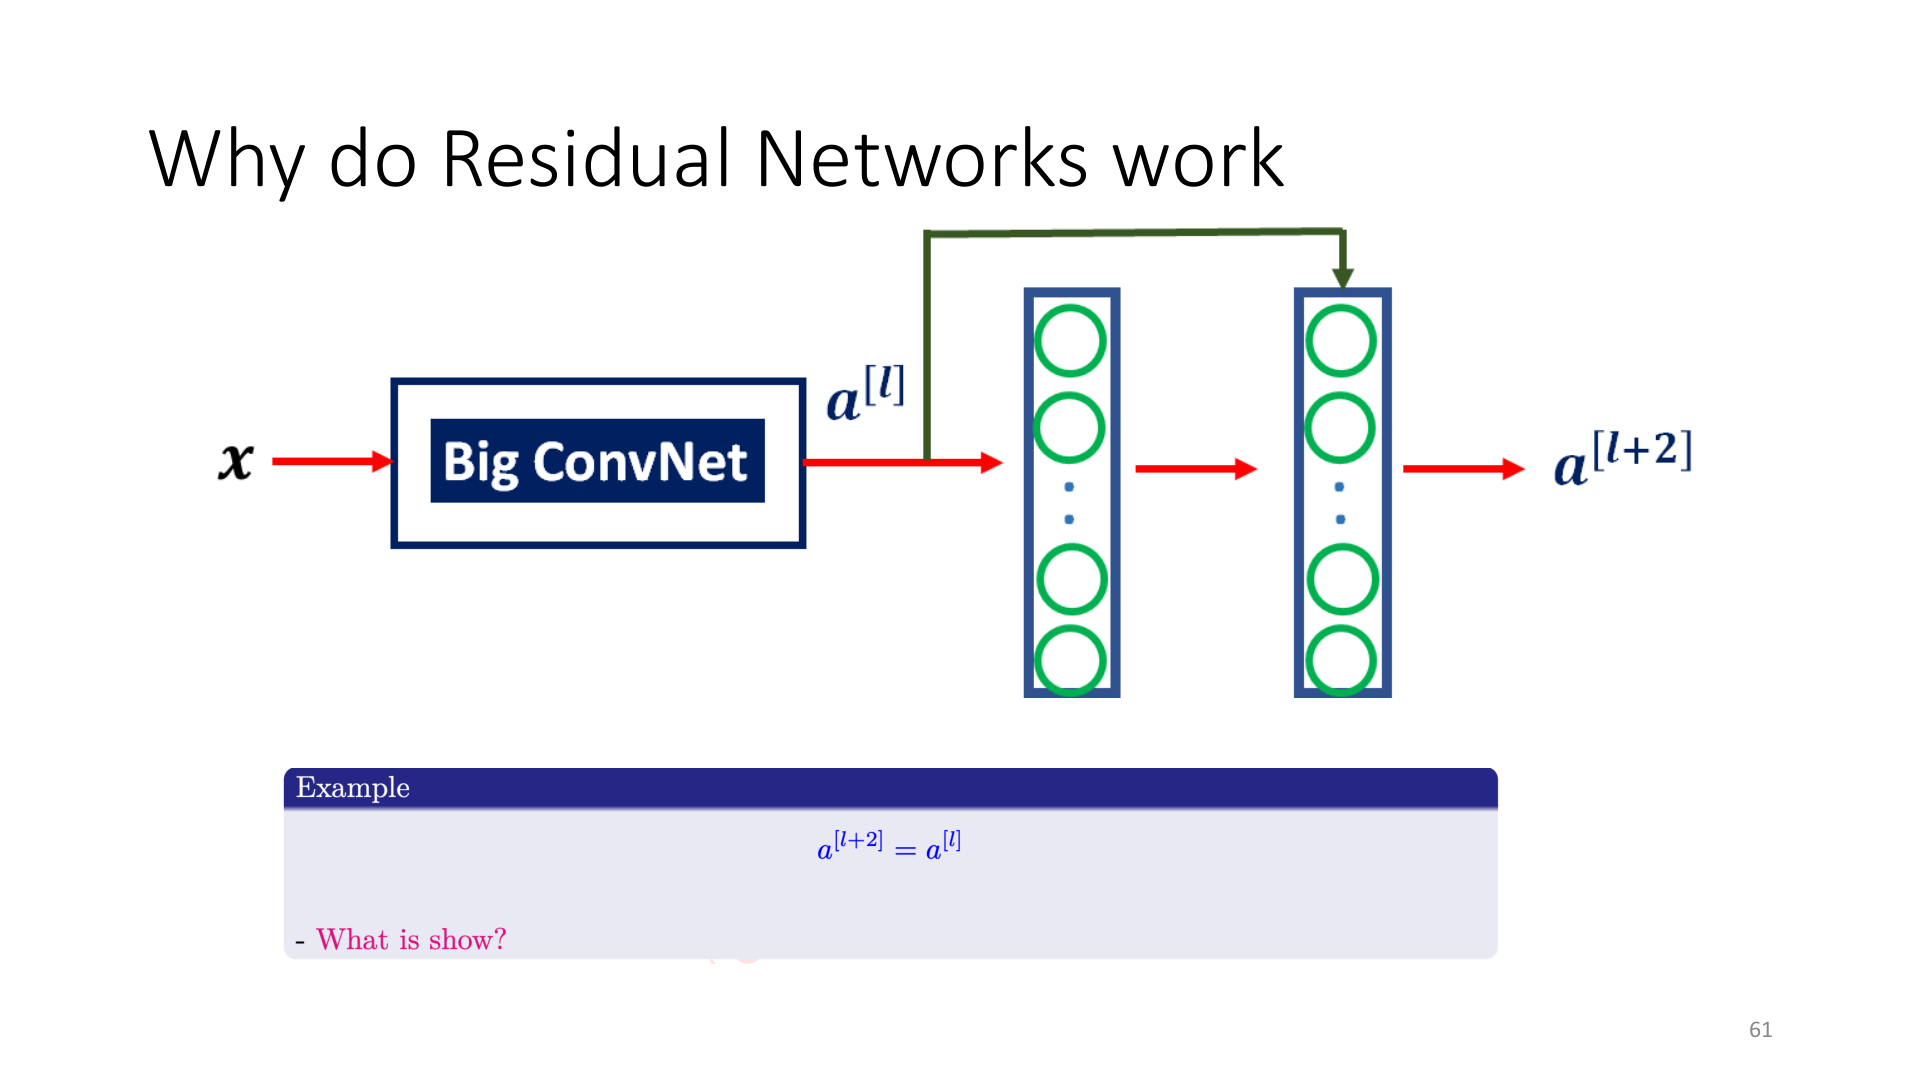 Why do Residual Networks work
x
Big ConvNet
a^[l]
a^[l+2]
Example
a^[l+2] = a^[l]
- What is show?
61